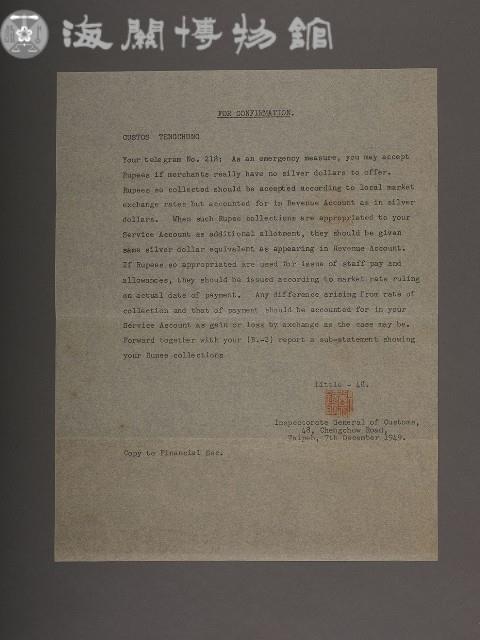 海關博物館
FOR CONFIRMATION.
CUSTOS TENGCHUNG
Your telegram No. 218: As an emergency measure, you may accept
Rupees if merchants really have no silver dollars to offer.
Rupees so collected should be accepted according to local market
exchange rates but accounted for in Revenue Account as in silver
dollars. When such Rupee collections are appropriated to your
Service Account as additional allotment, they should be given
same silver dollar equivalent as appearing in Revenue Account.
If Rupees so appropriated are used for issue of staff pay and
allowances, they should be issued according to market rate ruling
on actual date of payment. Any difference arising from rate of
collection and that of payment should be accounted for in your
Service Account as gain or loss by exchange as the case may be.
Forward together with your (B.-2) report a sub-statement showing
your Rupee collections
Little - 48.
Inspectorate General of Customs,
48, Chengchow Road,
Taipeh, 7th December 1949.
Copy to Financial Sec.